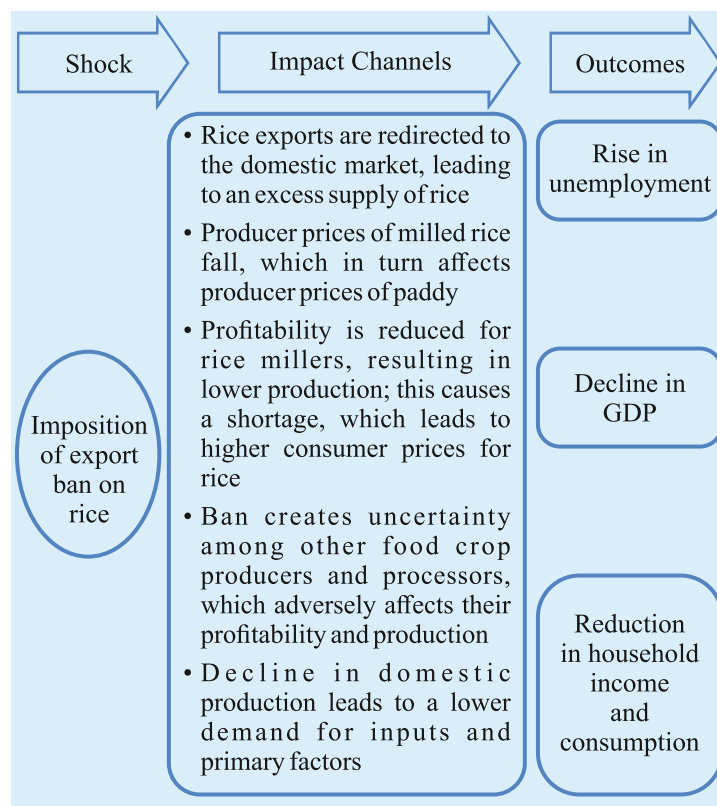 Shock
Impact Channels
Outcomes
Imposition
of export
ban on
rice
• Rice exports are redirected to
the domestic market, leading
to an excess supply of rice
• Producer prices of milled rice
fall, which in turn affects
producer prices of paddy
• Profitability is reduced for
rice millers, resulting in
lower production; this causes
a shortage, which leads to
higher consumer prices for
rice
• Ban creates uncertainty
among other food crop
producers and processors,
which adversely affects their
profitability and production
• Decline in domestic
production leads to a lower
demand for inputs and
primary factors
Rise in
unemployment
Decline in
GDP
Reduction
in household
income
and
consumption